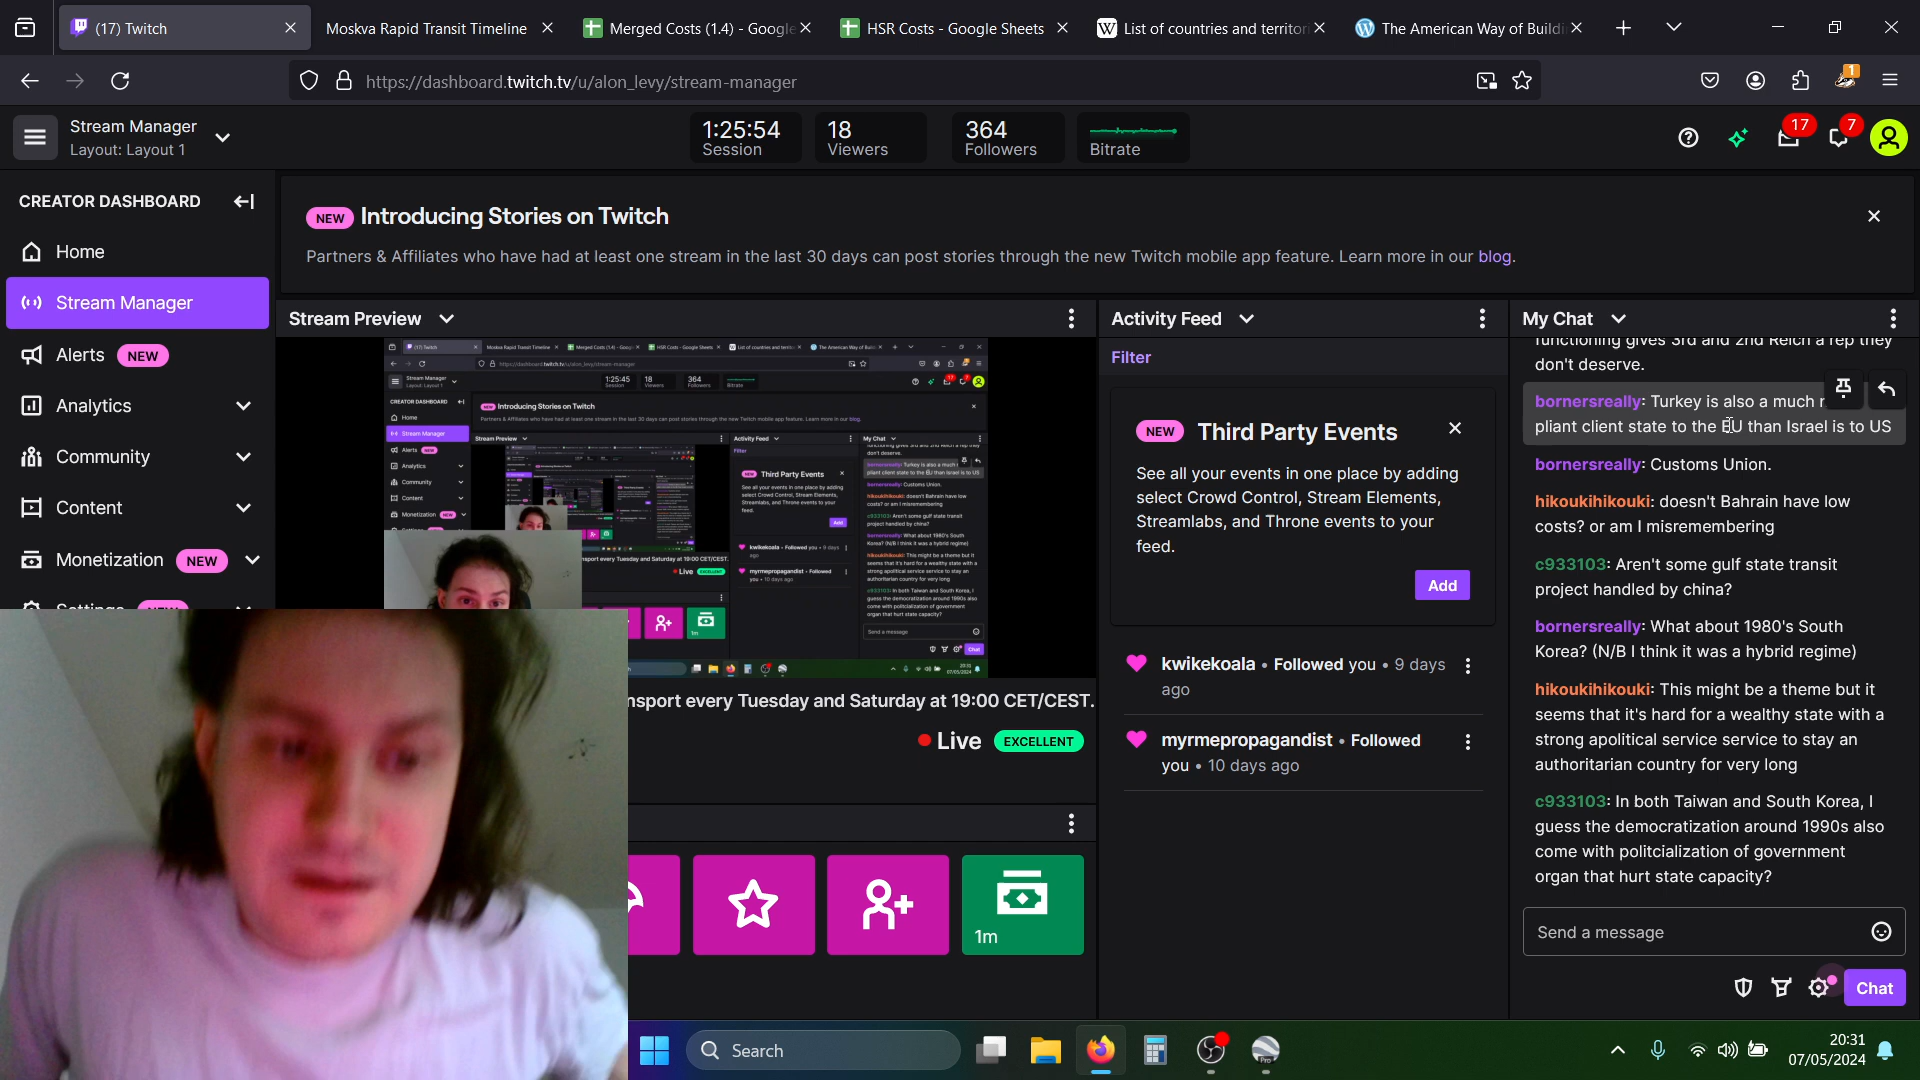 (17) Twitch
Moskva Rapid Transit Timeline
Merged Costs (1.4) - Google
HSR Costs - Google Sheets
List of countries and territori
The American Way of Buildi
https://dashboard.twitch.tv/u/alon_levy/stream-manager
1
Stream Manager
Layout: Layout 1
1:25:54
Session
18
Viewers
364
Followers
Bitrate
17
7
CREATOR DASHBOARD
Home
Stream Manager
Alerts NEW
Analytics
Community
Content
Monetization NEW
NEW Introducing Stories on Twitch
Partners & Affiliates who have had at least one stream in the last 30 days can post stories through the new Twitch mobile app feature. Learn more in our blog.
Stream Preview
nsport every Tuesday and Saturday at 19:00 CET/CEST.
Live EXCELLENT
1m
Activity Feed
Filter
NEW Third Party Events
See all your events in one place by adding
select Crowd Control, Stream Elements,
Streamlabs, and Throne events to your
feed.
Add
kwikekoala • Followed you • 9 days
ago
myrmepropagandist • Followed
you • 10 days ago
My Chat
functioning gives 3rd and 2nd Reich a rep they
don't deserve.
bornersreally: Turkey is also a much
pliant client state to the EU than Israel is to US
bornersreally: Customs Union.
hikoukihikouki: doesn't Bahrain have low
costs? or am I misremembering
c933103: Aren't some gulf state transit
project handled by china?
bornersreally: What about 1980's South
Korea? (N/B I think it was a hybrid regime)
hikoukihikouki: This might be a theme but it
seems that it's hard for a wealthy state with a
strong apolitical service service to stay an
authoritarian country for very long
c933103: In both Taiwan and South Korea, I
guess the democratization around 1990s also
come with politcialization of government
organ that hurt state capacity?
Send a message
Chat
Search
20:31
07/05/2024